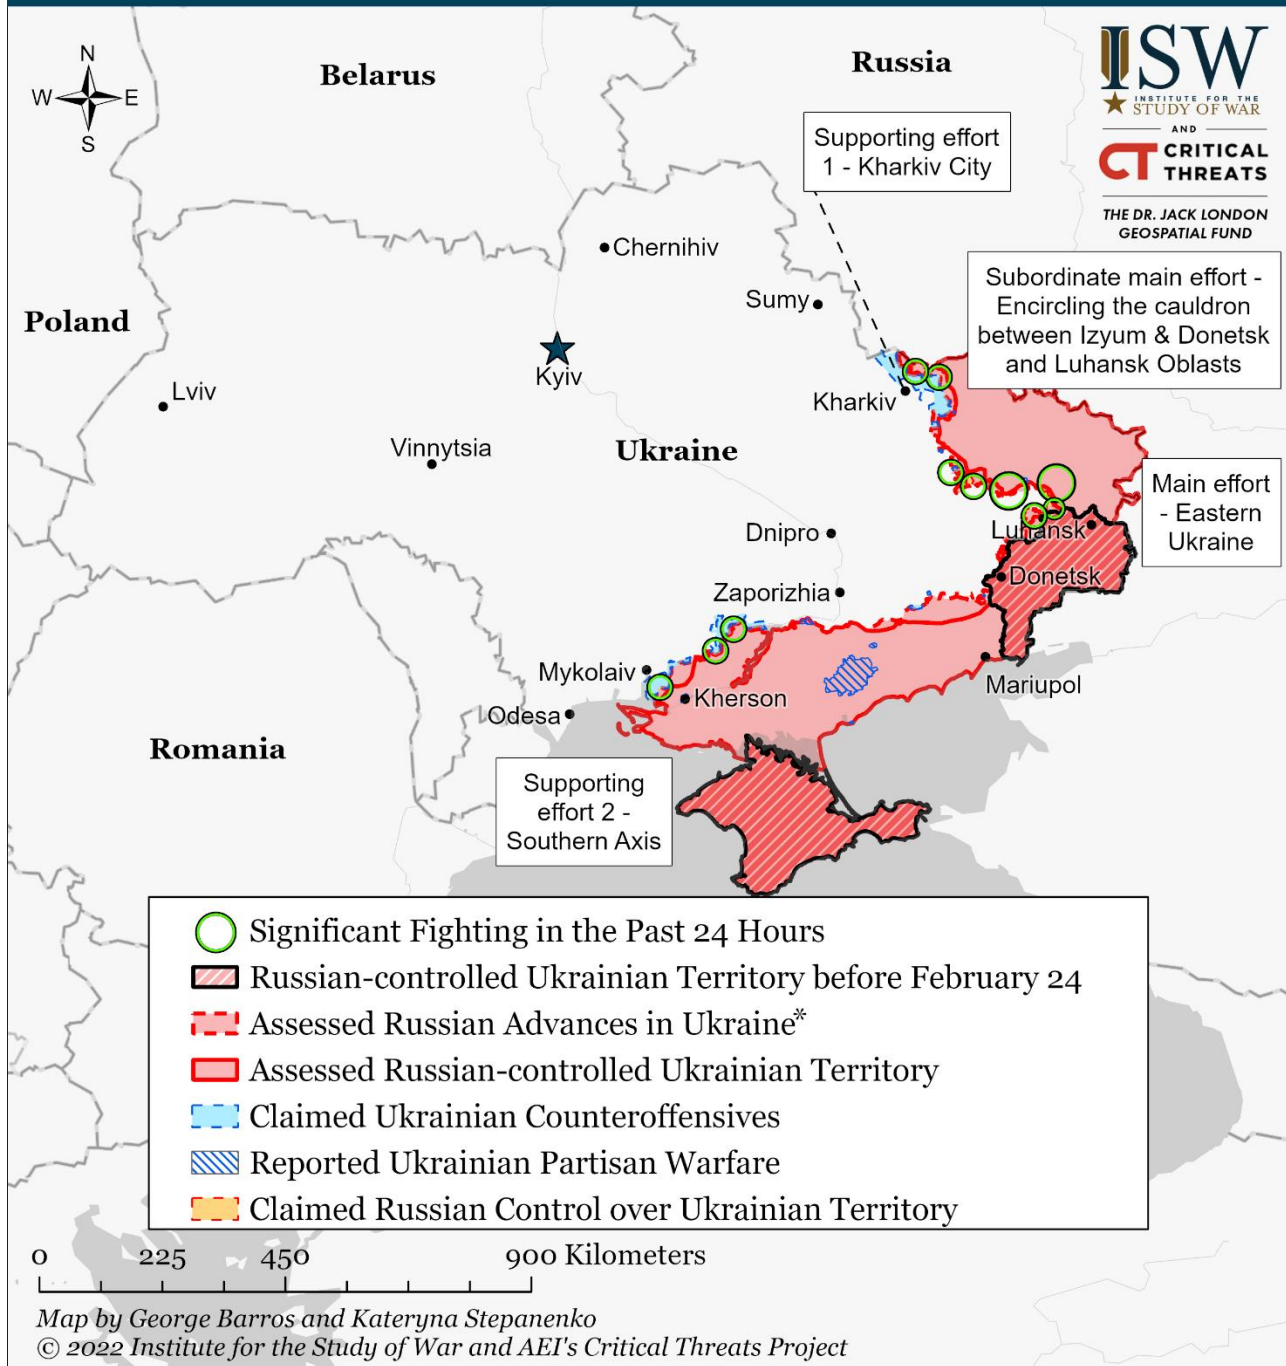 N
W
E
S
Belarus
Russia
ISW
INSTITUTE FOR THE
STUDY OF WAR
AND
CT CRITICAL
THREATS
THE DR. JACK LONDON
GEOSPATIAL FUND
Supporting effort
1 - Kharkiv City
Chernihiv
Sumy
Subordinate main effort -
Encircling the cauldron
between Izyum & Donetsk
and Luhansk Oblasts
Poland
Kyiv
Lviv
Kharkiv
Vinnytsia
Ukraine
Main effort
- Eastern
Ukraine
Dnipro
Luhansk
Donetsk
Zaporizhia
Mykolaiv
Mariupol
Kherson
Odesa
Romania
Supporting
effort 2 -
Southern Axis
Significant Fighting in the Past 24 Hours
Russian-controlled Ukrainian Territory before February 24
Assessed Russian Advances in Ukraine*
Assessed Russian-controlled Ukrainian Territory
Claimed Ukrainian Counteroffensives
Reported Ukrainian Partisan Warfare
Claimed Russian Control over Ukrainian Territory
0 225 450 900 Kilometers
Map by George Barros and Kateryna Stepanenko
© 2022 Institute for the Study of War and AEI's Critical Threats Project